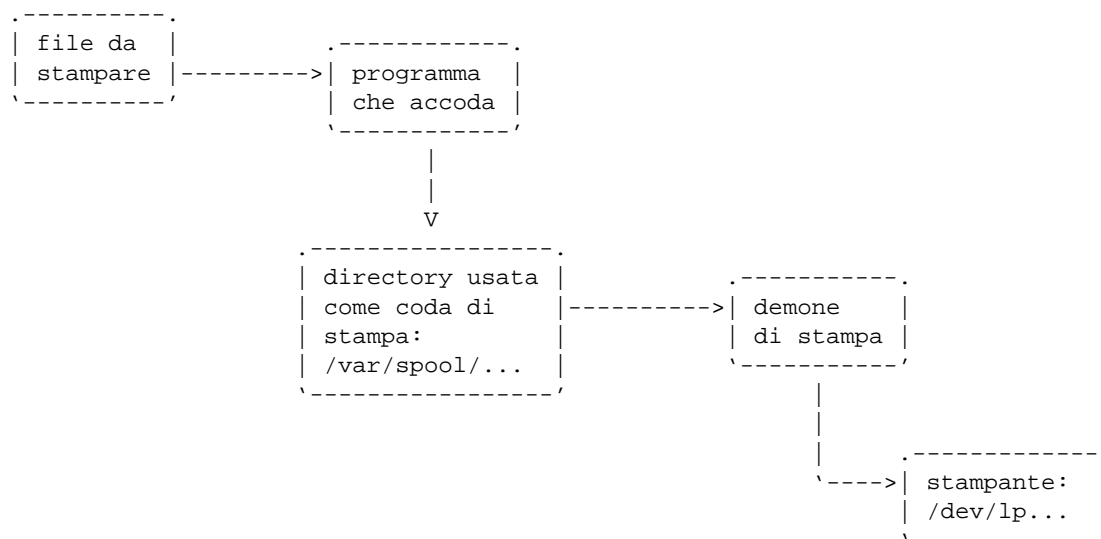 file da
stampare
programma
che accoda
V
directory usata
come coda di
stampa:
/var/spool/...
demone
di stampa
stampante:
/dev/lp...